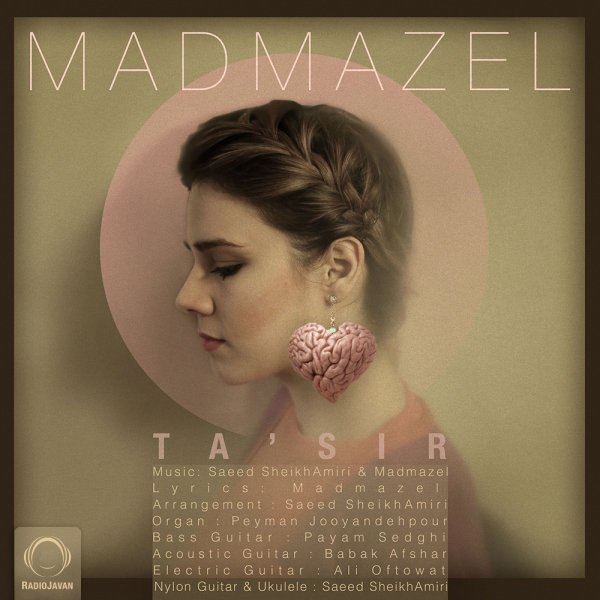 MADMAZEL
TA'SIR
Music: Saeed SheikhAmiri & Madmazel
Lyrics: Madmazel
Arrangement : Saeed SheikhAmiri
Organ : Peyman Jooyandehpour
Bass Guitar : Payam Sedghi
Acoustic Guitar : Babak Afshar
Electric Guitar : Ali Oftowat
Nylon Guitar & Ukulele : Saeed SheikhAmiri
RADIOJAVAN